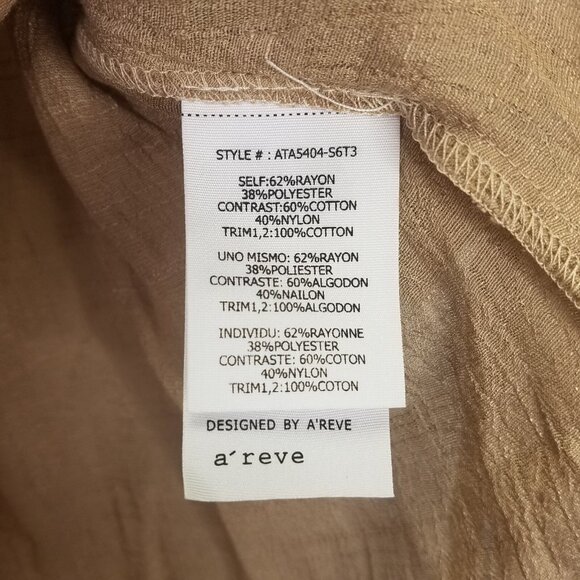 STYLE # : ATA5404-S6T3
SELF:62%RAYON
38%POLYESTER
CONTRAST:60%COTTON
40%NYLON
TRIM1,2:100%COTTON
UNO MISMO: 62%RAYON
38%POLIESTER
CONTRASTE: 60%ALGODON
40%NAILON
TRIM1,2:100%ALGODON
INDIVIDU: 62%RAYONNE
38%POLYESTER
CONTRASTE: 60%COTON
40%NYLON
TRIM1,2:100%COTON
DESIGNED BY A'REVE
a´reve